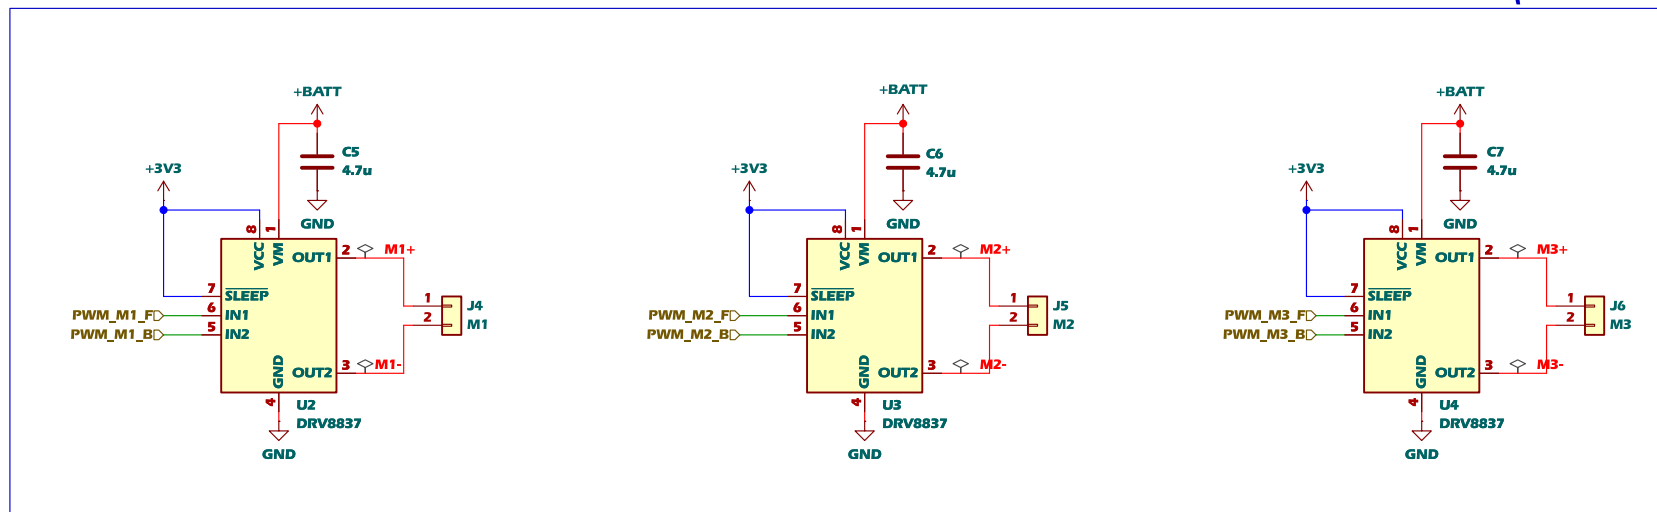 +BATT
C5
4.7u
+3V3
GND
8
1
VCC
VM
2
OUT1
M1+
7
SLEEP
PWM_M1_F
6
IN1
PWM_M1_B
5
IN2
1
J4
2
M1
GND
OUT2
3
M1-
4
U2
DRV8837
GND
+BATT
C6
4.7u
+3V3
GND
8
1
VCC
VM
2
OUT1
M2+
7
SLEEP
PWM_M2_F
6
IN1
PWM_M2_B
5
IN2
1
J5
2
M2
GND
OUT2
3
M2-
4
U3
DRV8837
GND
+BATT
C7
4.7u
+3V3
GND
8
1
VCC
VM
2
OUT1
M3+
7
SLEEP
PWM_M3_F
6
IN1
PWM_M3_B
5
IN2
1
J6
2
M3
GND
OUT2
3
M3-
4
U4
DRV8837
GND